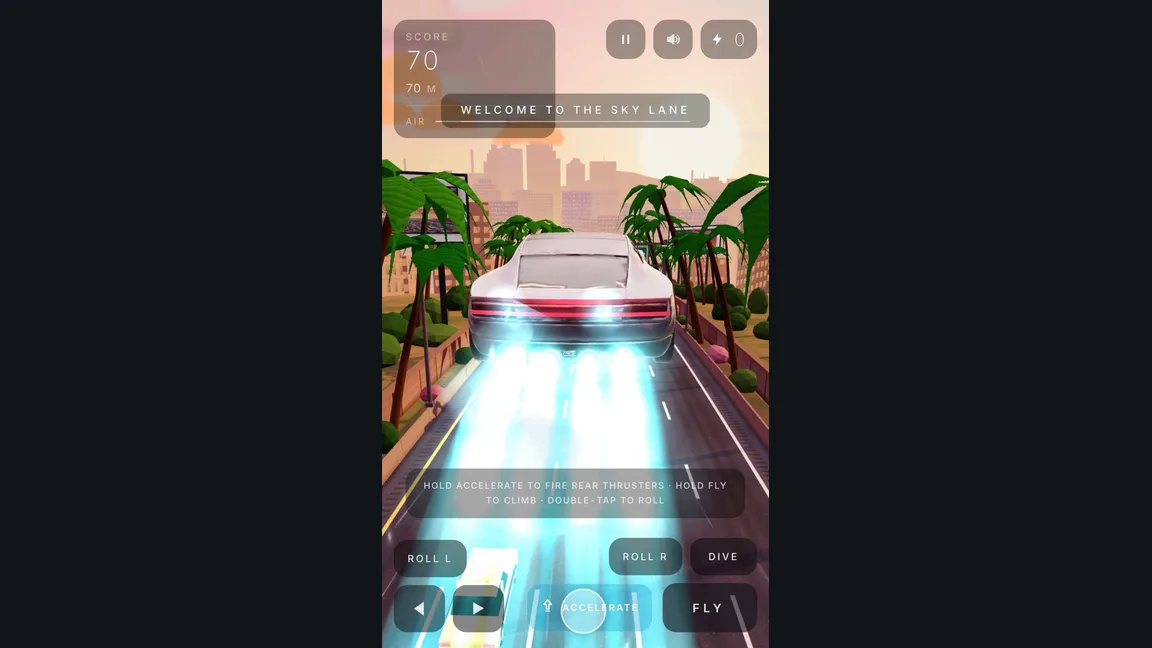 SCORE
70
70 M
AIR
0
WELCOME TO THE SKY LANE
HOLD ACCELERATE TO FIRE REAR THRUSTERS · HOLD FLY
TO CLIMB · DOUBLE-TAP TO ROLL
ROLL L
ROLL R
DIVE
ACCELERATE
FLY